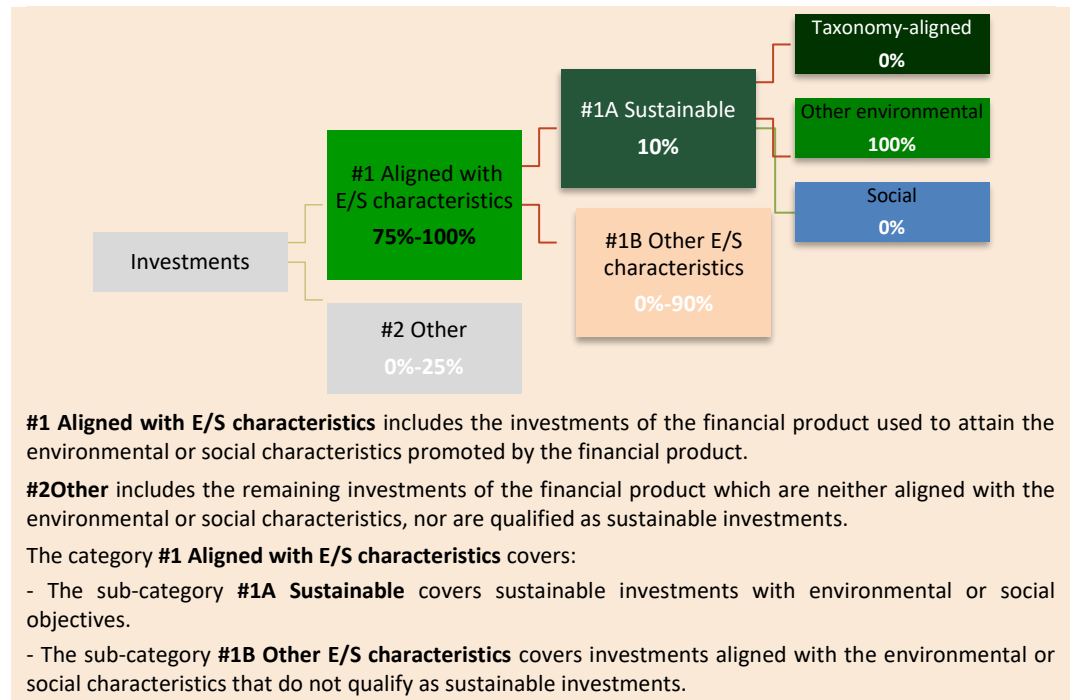 Taxonomy-aligned
0%
#1A Sustainable
10%
Other environmental
100%
#1 Aligned with
E/S characteristics
75%-100%
Social
0%
#1B Other E/S
characteristics
0%-90%
Investments
#2 Other
0%-25%
#1 Aligned with E/S characteristics includes the investments of the financial product used to attain the
environmental or social characteristics promoted by the financial product.
#2Other includes the remaining investments of the financial product which are neither aligned with the
environmental or social characteristics, nor are qualified as sustainable investments.
The category #1 Aligned with E/S characteristics covers:
- The sub-category #1A Sustainable covers sustainable investments with environmental or social
objectives.
- The sub-category #1B Other E/S characteristics covers investments aligned with the environmental or
social characteristics that do not qualify as sustainable investments.